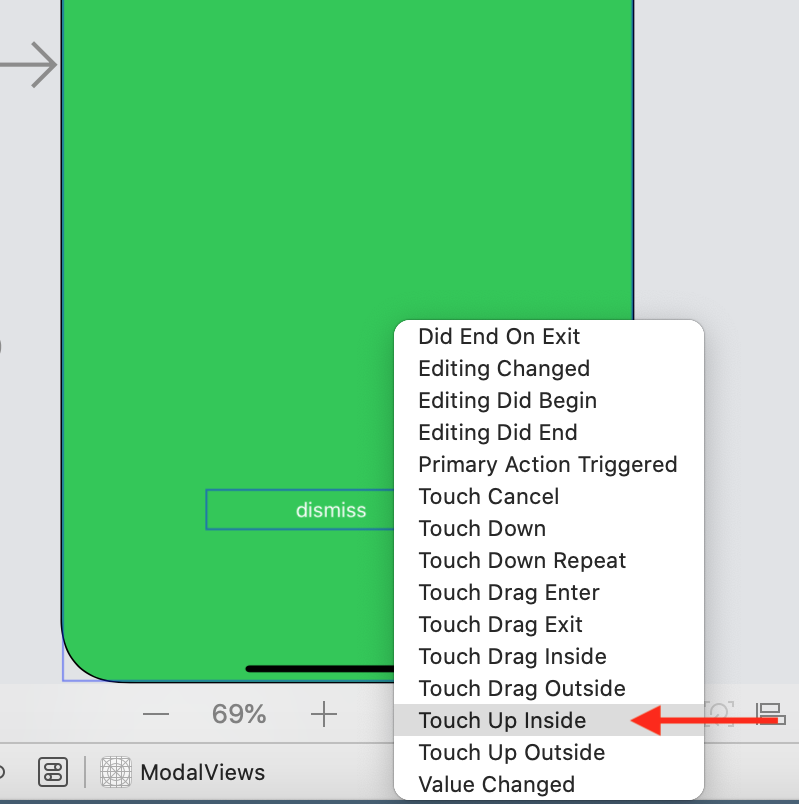 Did End On Exit
Editing Changed
Editing Did Begin
Editing Did End
Primary Action Triggered
dismiss
Touch Cancel
Touch Down
Touch Down Repeat
Touch Drag Enter
Touch Drag Exit
Touch Drag Inside
Touch Drag Outside
69%
Touch Up Inside
Touch Up Outside
ModalViews
Value Changed